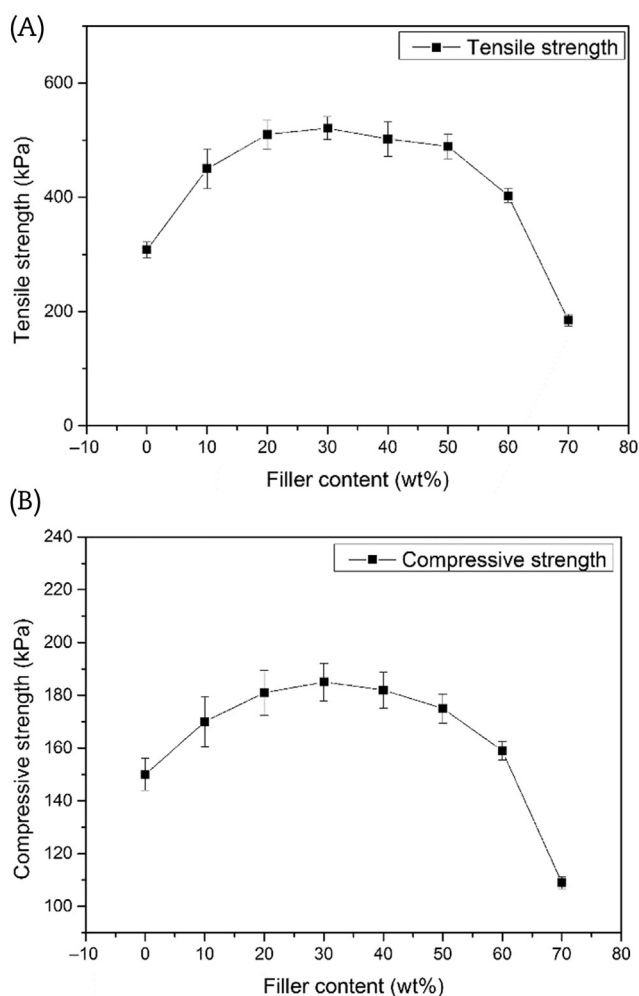 (A)
Tensile strength
600
400
200
0
Tensile strength (kPa)
–10 0 10 20 30 40 50 60 70 80
Filler content (wt%)
(B)
Compressive strength
240
220
200
180
160
140
120
100
Compressive strength (kPa)
–10 0 10 20 30 40 50 60 70 80
Filler content (wt%)